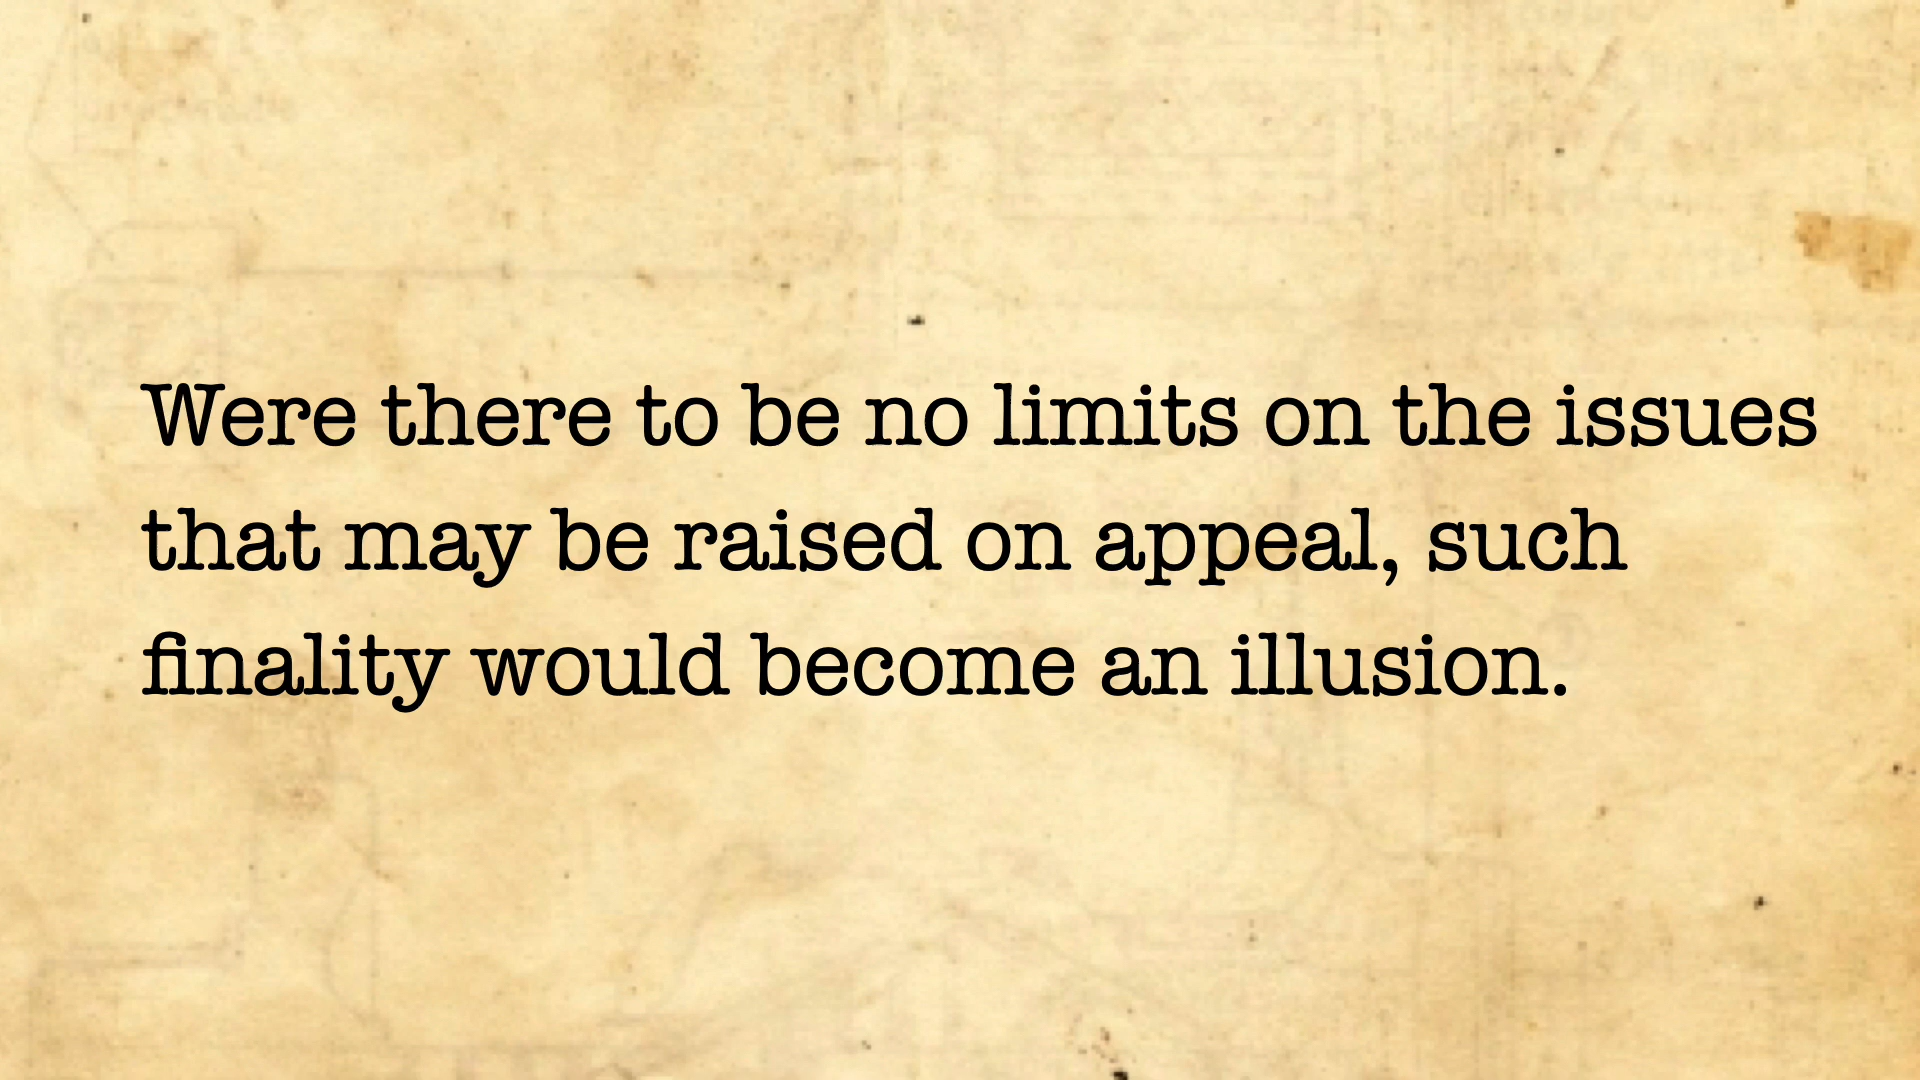 Were there to be no limits on the issues
that may be raised on appeal, such
finality would become an illusion.